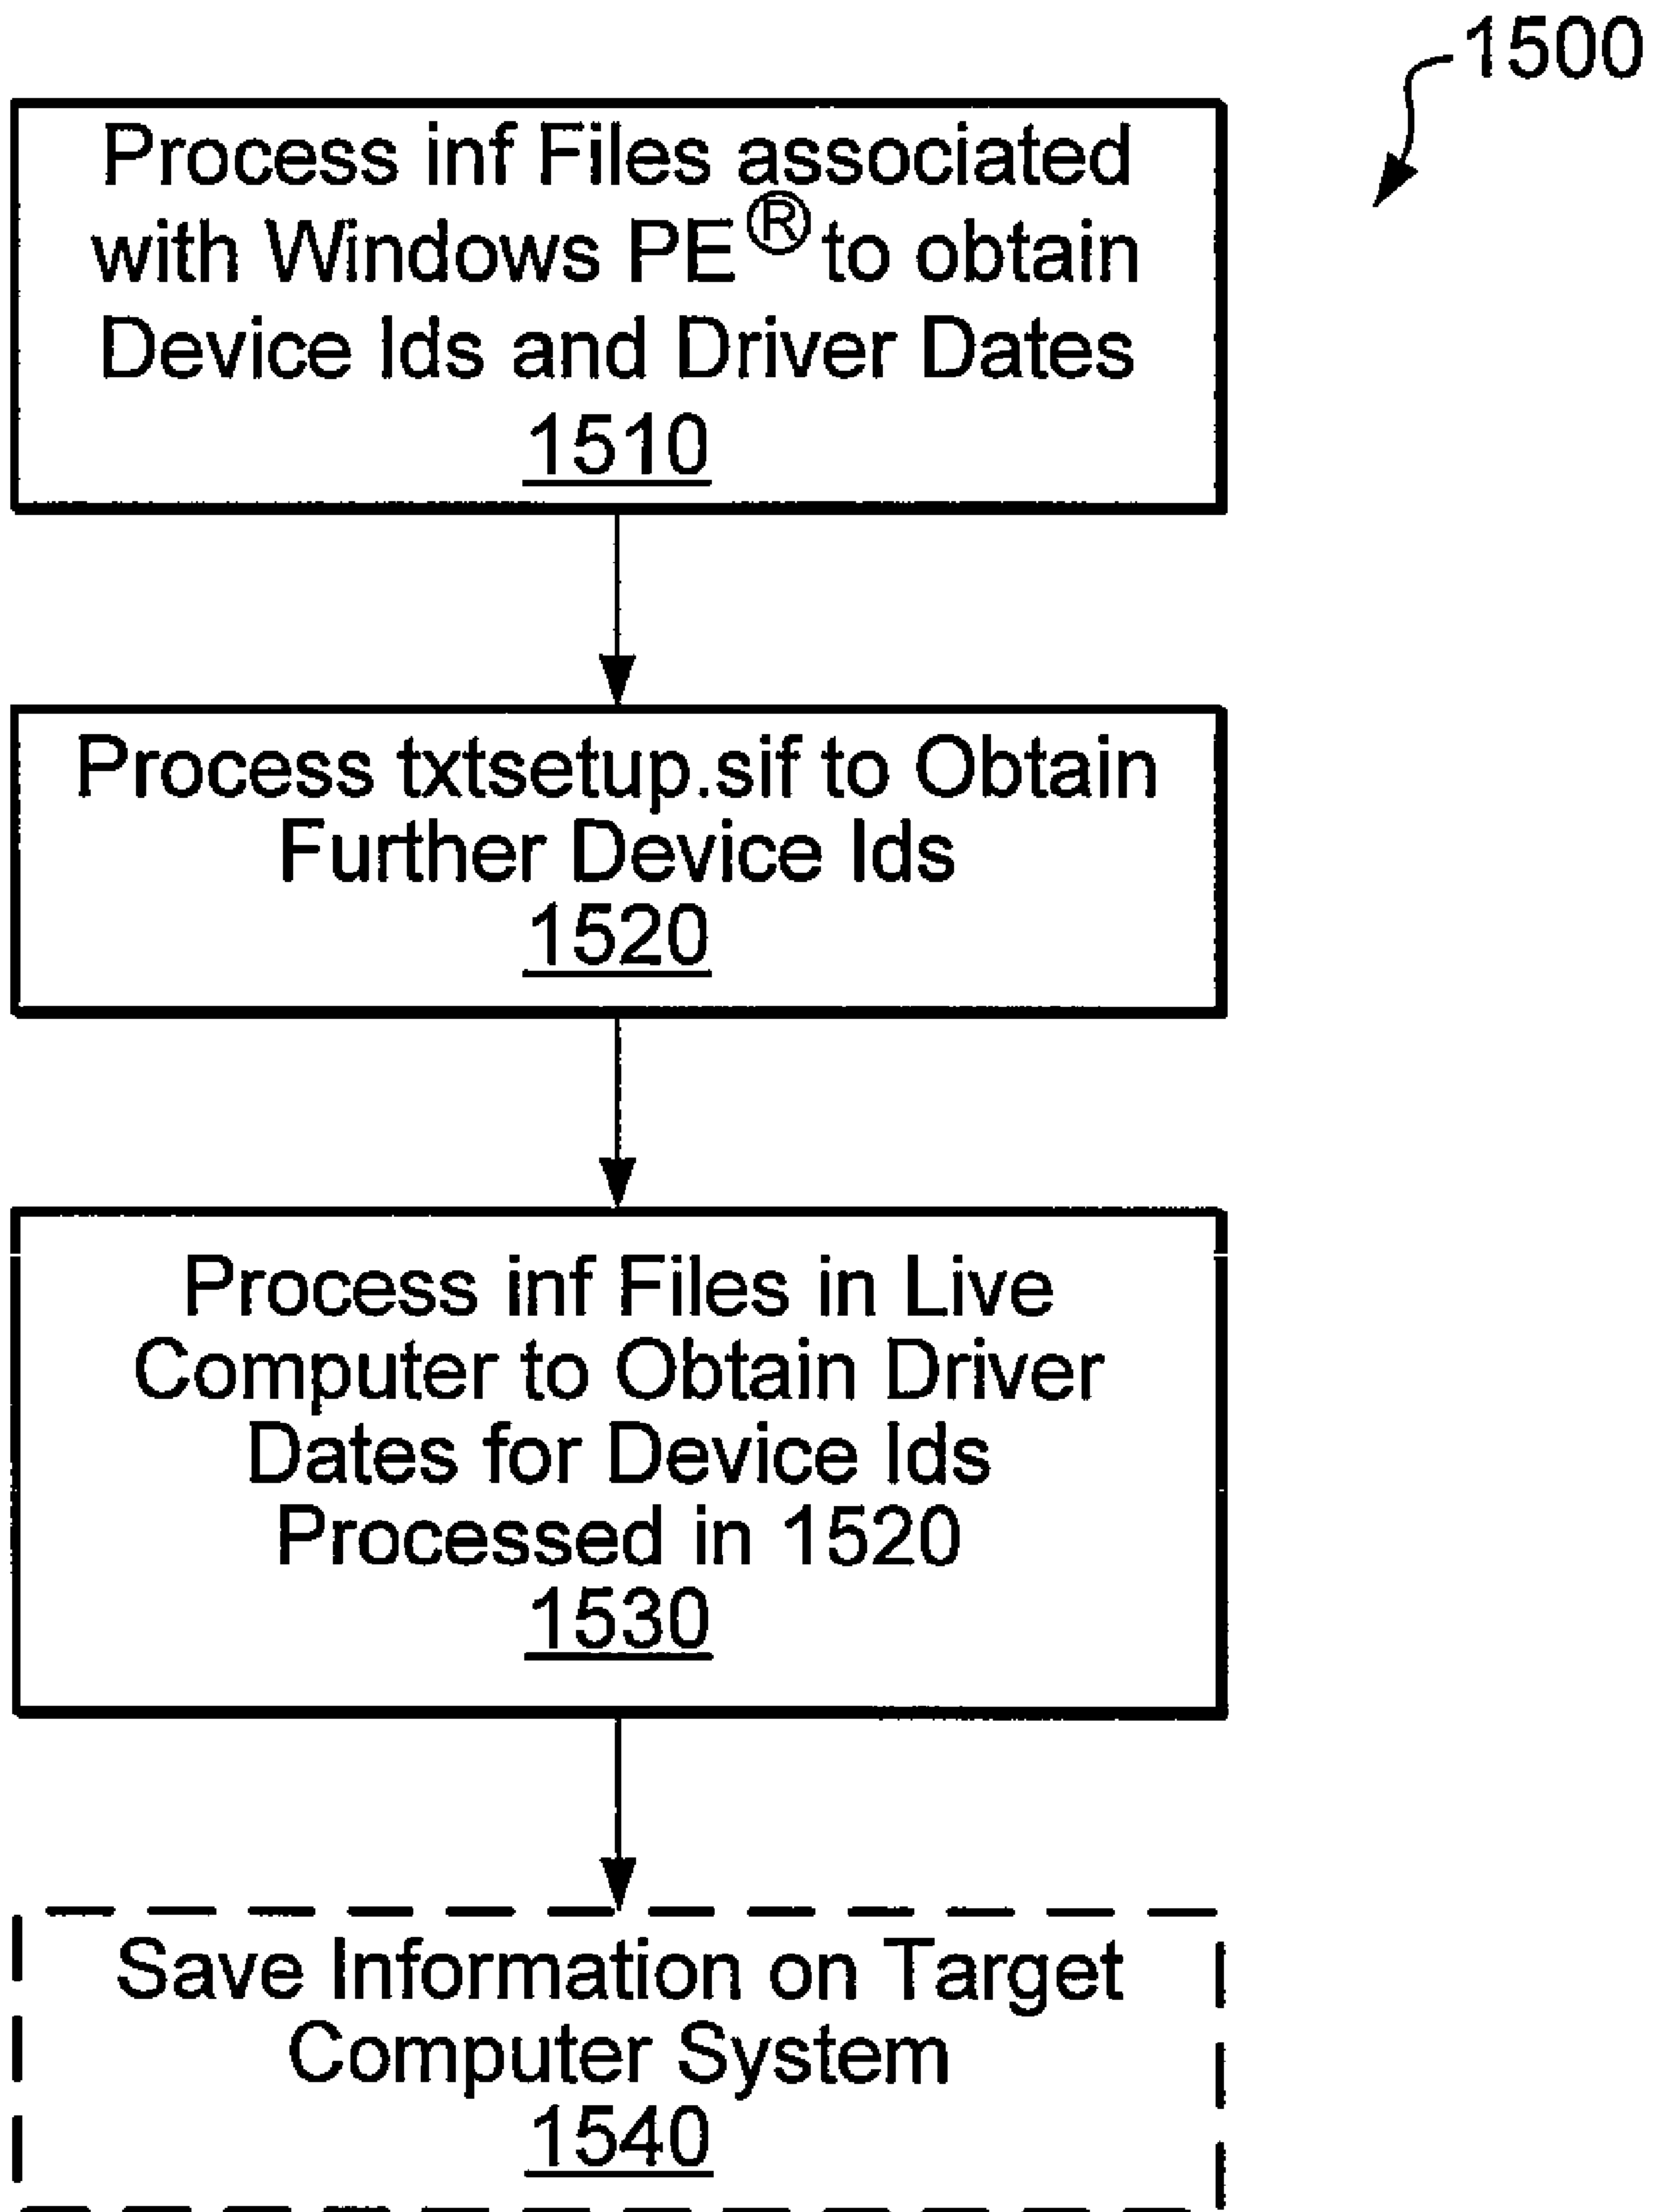 1500
Process inf Files associated
with Windows PE® to obtain
Device Ids and Driver Dates
1510
Process txtsetup.sif to Obtain
Further Device Ids
1520
Process inf Files in Live
Computer to Obtain Driver
Dates for Device Ids
Processed in 1520
1530
Save Information on Target
Computer System
1540